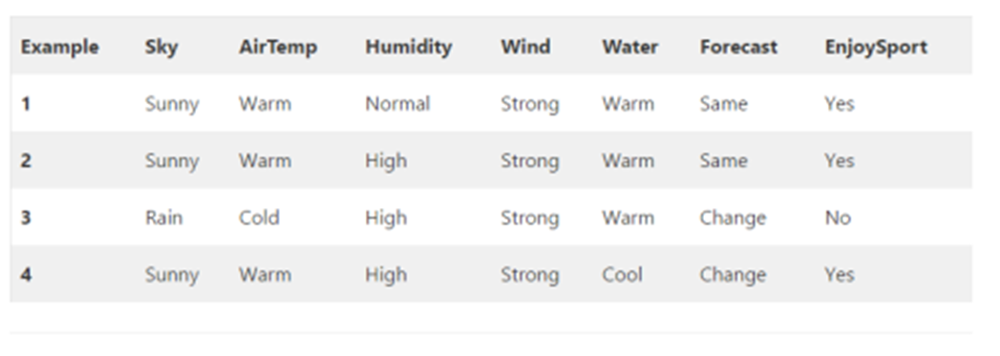 Example Sky AirTemp Humidity Wind Water Forecast EnjoySport
1 Sunny Warm Normal Strong Warm Same Yes
2 Sunny Warm High Strong Warm Same Yes
3 Rain Cold High Strong Warm Change No
4 Sunny Warm High Strong Cool Change Yes